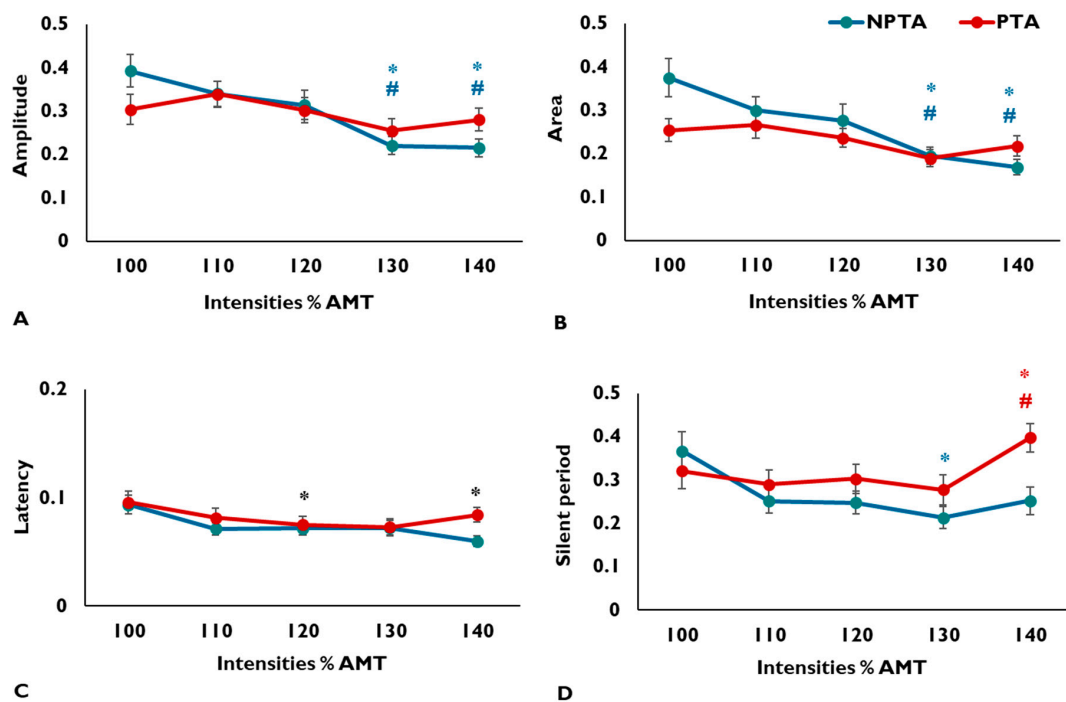 NPTA PTA
0.5
0.4
0.3
0.2
0.1
0
Amplitude
* *
# #
100 110 120 130 140
Intensities % AMT
A
0.5
0.4
0.3
0.2
0.1
0
Area
* *
# #
100 110 120 130 140
Intensities % AMT
B
0.2
0.1
0
Latency
* *
100 110 120 130 140
Intensities % AMT
C
0.5
0.4
0.3
0.2
0.1
0
Silent period
*
#
*
100 110 120 130 140
Intensities % AMT
D